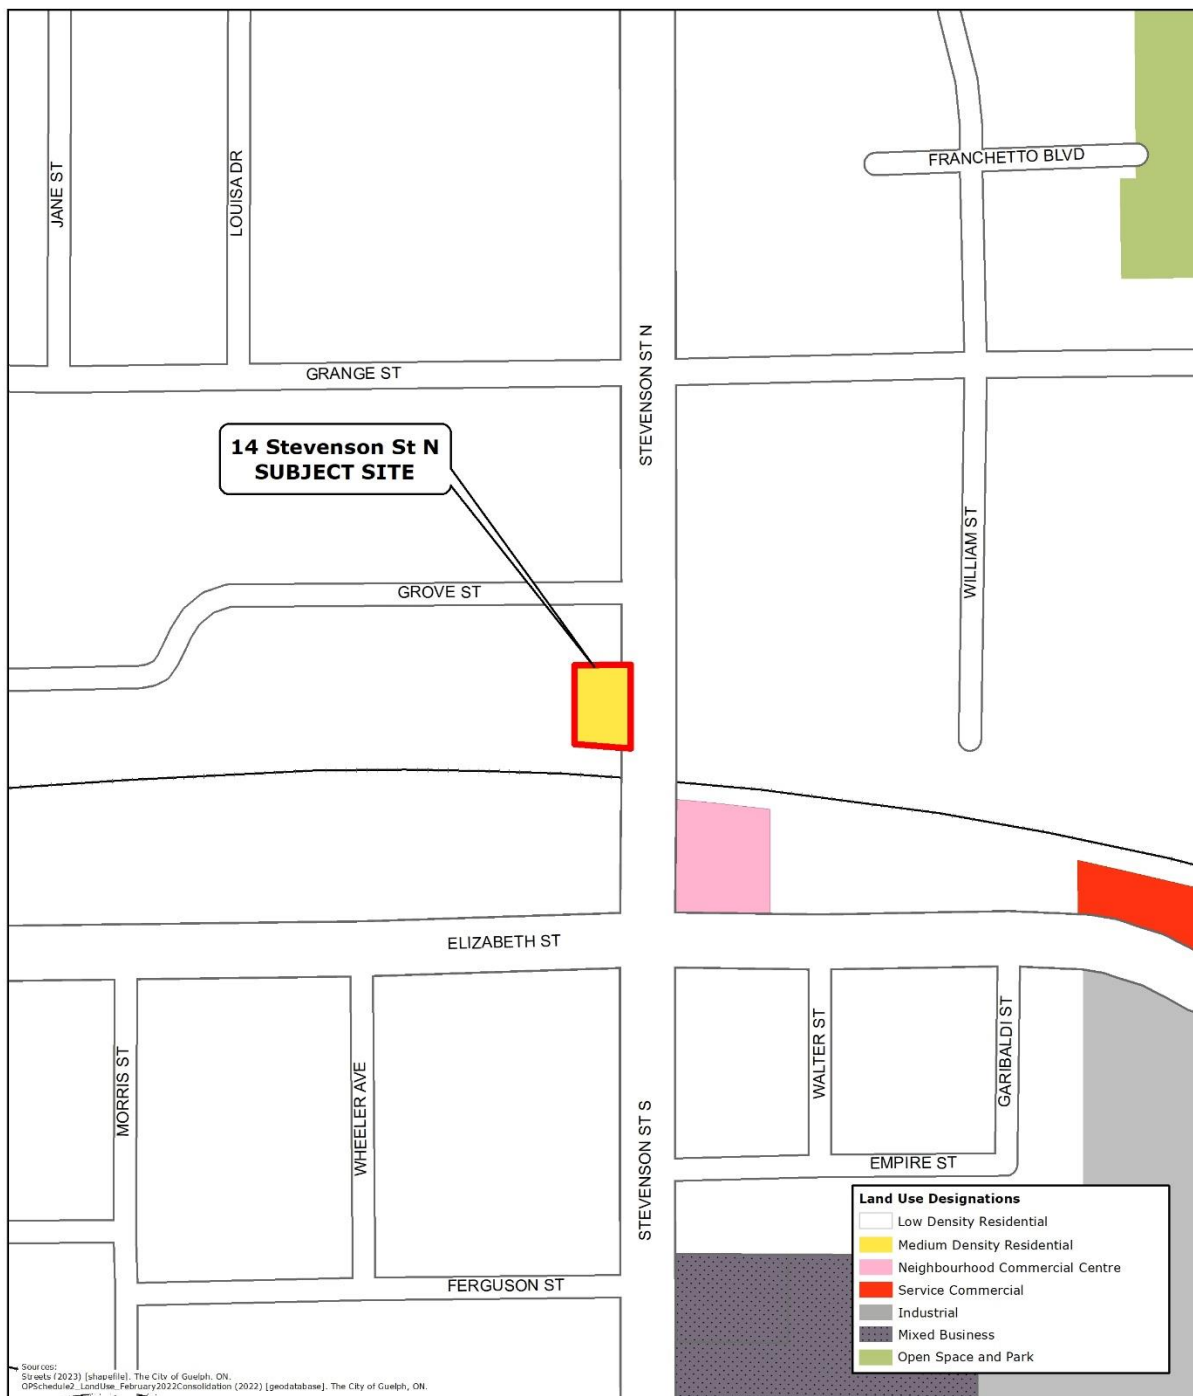 JANE ST
LOUISA DR
FRANCHETTO BLVD
GRANGE ST
STEVENSON ST N
14 Stevenson St N
SUBJECT SITE
WILLIAM ST
GROVE ST
ELIZABETH ST
MORRIS ST
WHEELER AVE
STEVENSON ST S
WALTER ST
GARIBALDI ST
EMPIRE ST
FERGUSON ST
Land Use Designations
Low Density Residential
Medium Density Residential
Neighbourhood Commercial Centre
Service Commercial
Industrial
Mixed Business
Open Space and Park
Sources:
Streets (2023) [shapefile]. The City of Guelph, ON.
OPSchedule2_LandUse_February2022Consolidation (2022) [geodatabase]. The City of Guelph, ON.